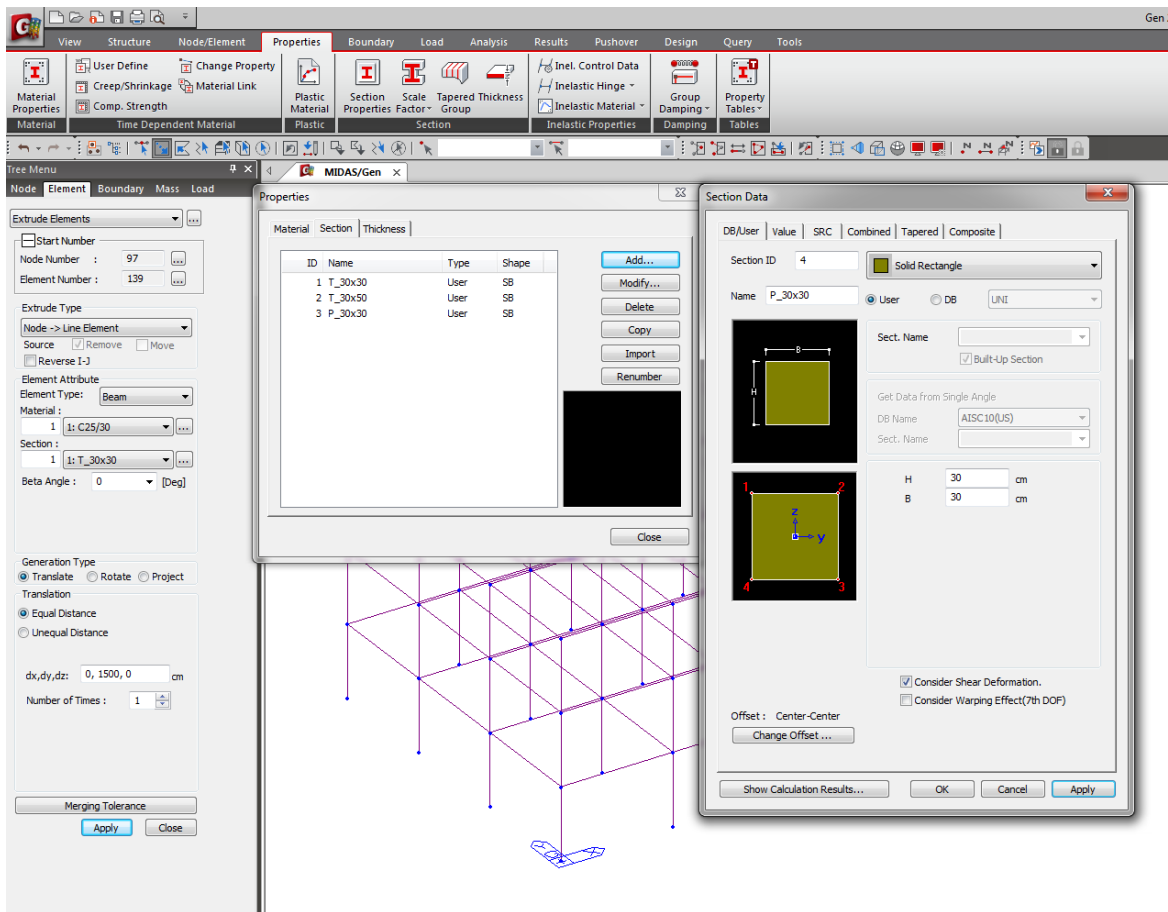 Gen
View Structure Node/Element Properties Boundary Load Analysis Results Pushover Design Query Tools
Material Properties
User Define
Creep/Shrinkage
Comp. Strength
Change Property
Material Link
Plastic Material
Section Properties
Scale Factor
Tapered Group
Thickness
Inel. Control Data
Inelastic Hinge
Inelastic Material
Group Damping
Property Tables
Material Time Dependent Material Plastic Section Inelastic Properties Damping Tables
Tree Menu
Node Element Boundary Mass Load
Extrude Elements
Start Number
Node Number : 97
Element Number : 139
Extrude Type
Node -> Line Element
Source Remove Move
Reverse I-J
Element Attribute
Element Type: Beam
Material :
1 1: C25/30
Section :
1 1: T_30x30
Beta Angle : 0 [Deg]
Generation Type
Translate Rotate Project
Translation
Equal Distance
Unequal Distance
dx,dy,dz: 0, 1500, 0 cm
Number of Times : 1
Merging Tolerance
Apply Close
MIDAS/Gen
Properties
Material Section Thickness
ID Name Type Shape
1 T_30x30 User SB
2 T_30x50 User SB
3 P_30x30 User SB
Add...
Modify...
Delete
Copy
Import
Renumber
Close
Section Data
DB/User Value SRC Combined Tapered Composite
Section ID 4 Solid Rectangle
Name P_30x30 User DB UNI
B
H
Sect. Name
Built-Up Section
Get Data from Single Angle
DB Name AISC10(US)
Sect. Name
1 2
z
y
4 3
H 30 cm
B 30 cm
Consider Shear Deformation.
Consider Warping Effect(7th DOF)
Offset : Center-Center
Change Offset ...
Show Calculation Results... OK Cancel Apply